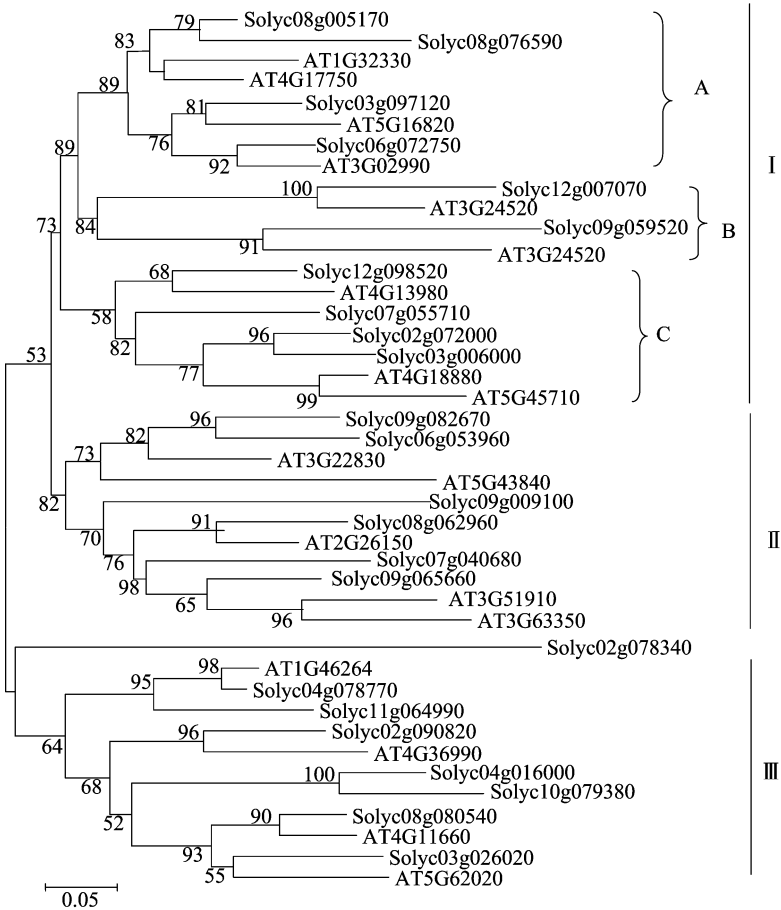 79 Solyc08g005170
83 Solyc08g076590
AT1G32330
89 AT4G17750
A
81 Solyc03g097120
AT5G16820
76 Solyc06g072750
89 92 AT3G02990
I
100 Solyc12g007070
AT3G24520
73 84 Solyc09g059520
B
91 AT3G24520
68 Solyc12g098520
AT4G13980
58 Solyc07g055710
96 Solyc02g072000
C
82 Solyc03g006000
53 77 AT4G18880
99 AT5G45710
96 Solyc09g082670
82 Solyc06g053960
73 AT3G22830
AT5G43840
82 Solyc09g009100
91 Solyc08g062960
70 AT2G26150
II
76 Solyc07g040680
98 Solyc09g065660
65 AT3G51910
96 AT3G63350
Solyc02g078340
98 AT1G46264
95 Solyc04g078770
Solyc11g064990
96 Solyc02g090820
64 AT4G36990
100 Solyc04g016000
III
68 Solyc10g079380
90 Solyc08g080540
52 AT4G11660
93 Solyc03g026020
55 AT5G62020
0.05